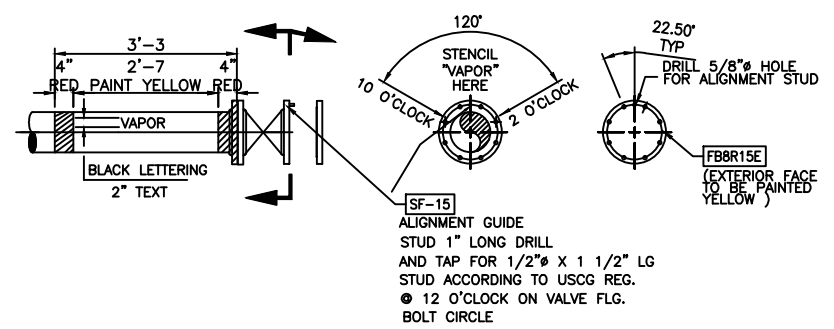 3'-3
4" 2'-7 4"
RED PAINT YELLOW RED
VAPOR
BLACK LETTERING
2" TEXT
120°
STENCIL
"VAPOR"
HERE
10 O'CLOCK
2 O'CLOCK
22.50°
TYP
DRILL 5/8"ø HOLE
FOR ALIGNMENT STUD
FB8R15E
(EXTERIOR FACE
TO BE PAINTED
YELLOW )
SF-15
ALIGNMENT GUIDE
STUD 1" LONG DRILL
AND TAP FOR 1/2"ø X 1 1/2" LG
STUD ACCORDING TO USCG REG.
@ 12 O'CLOCK ON VALVE FLG.
BOLT CIRCLE